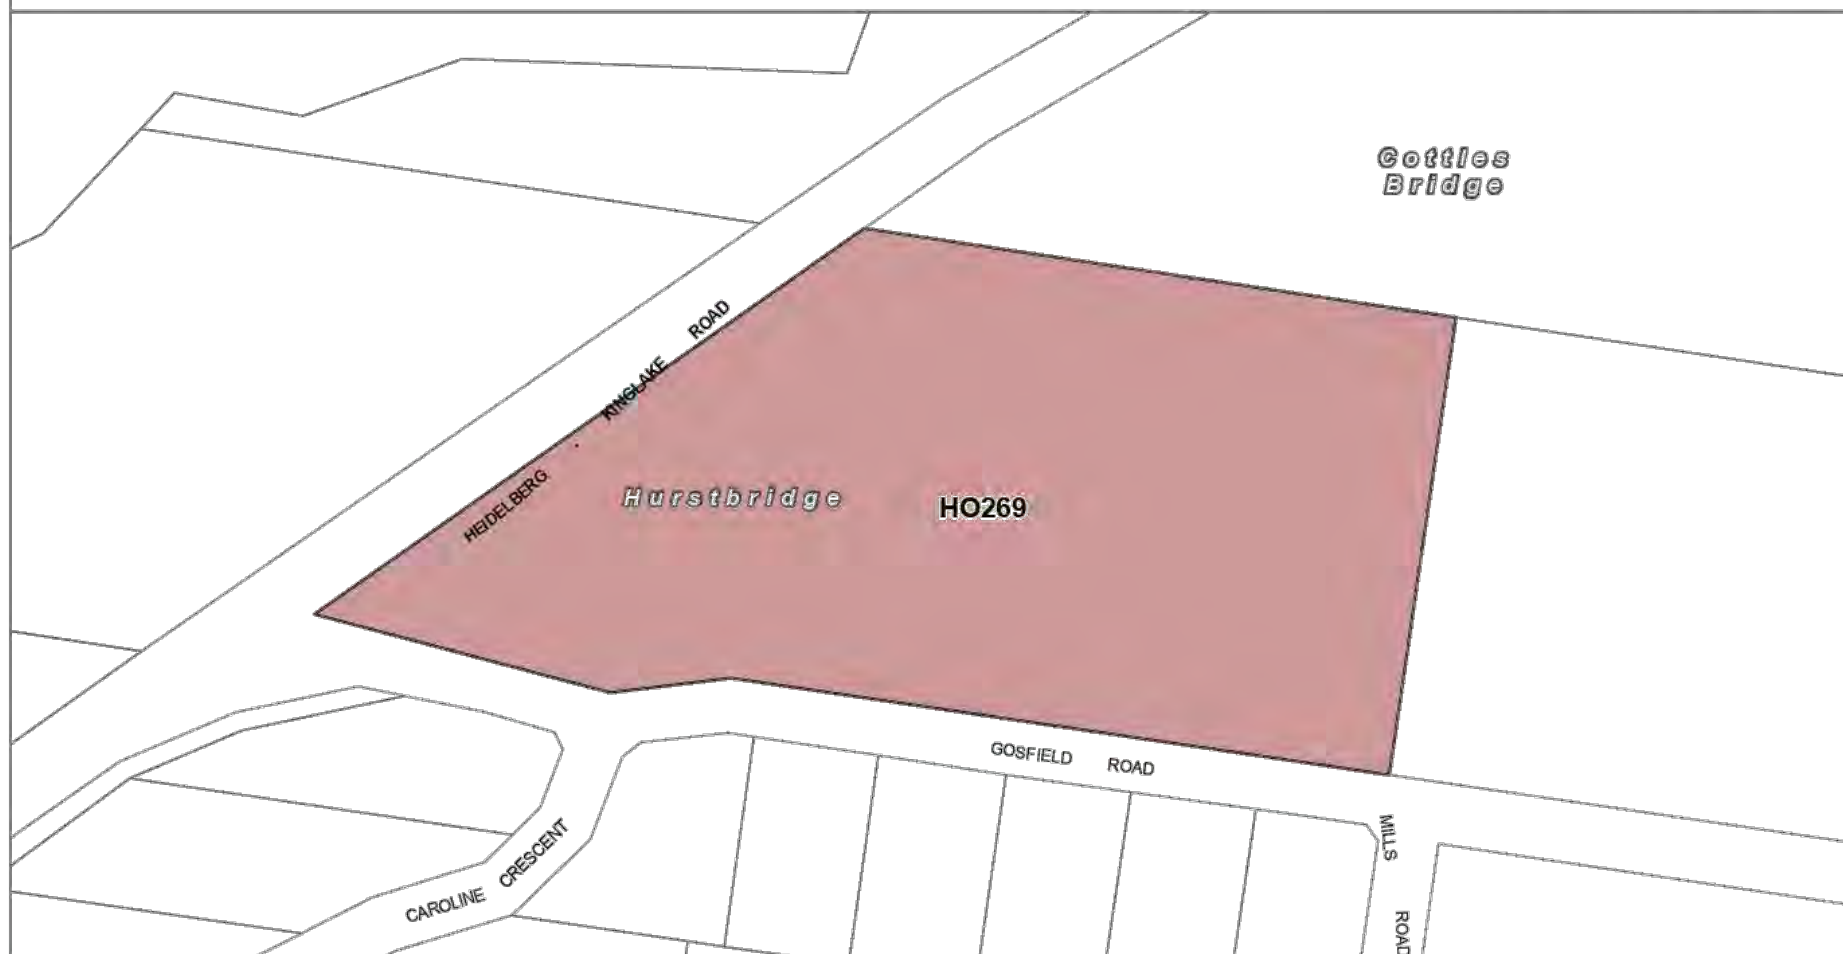 Cottles
Bridge
HEIDELBERG - KINGLAKE ROAD
Hurstbridge
HO269
GOSFIELD ROAD
CAROLINE CRESCENT
MILLS ROAD